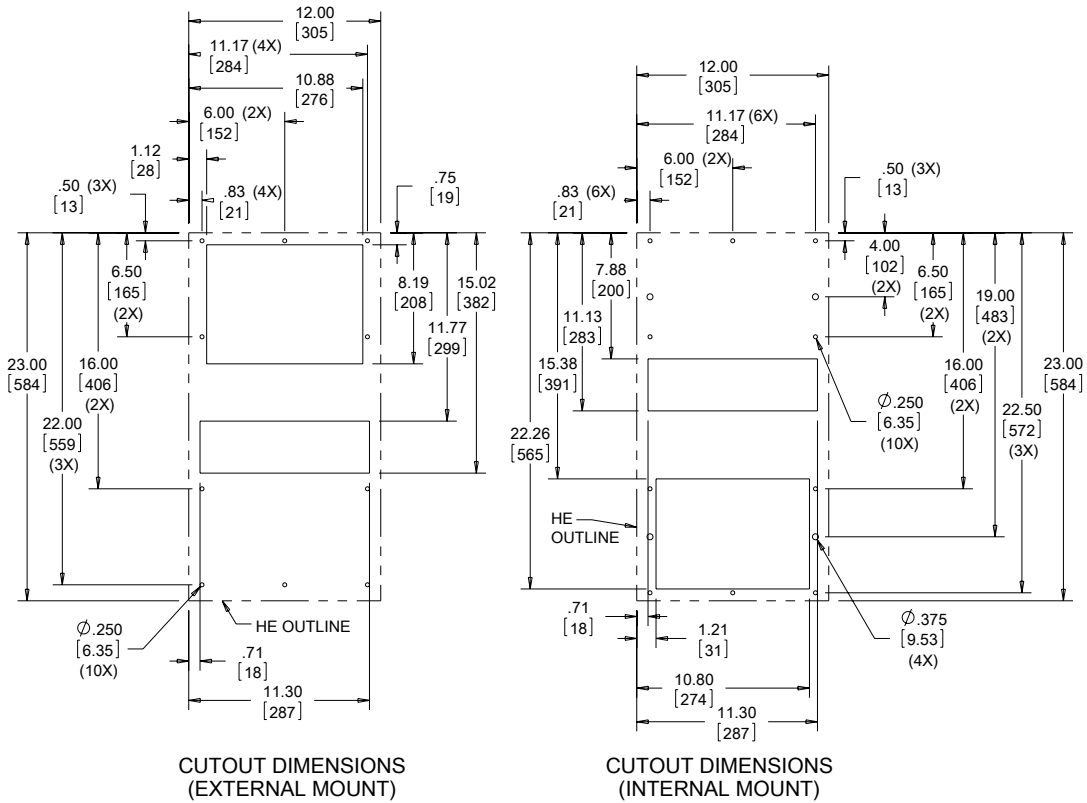 12.00
[305]
11.17 (4X)
[284]
10.88
[276]
6.00 (2X)
[152]
1.12
[28]
.50 (3X)
[13]
.83 (4X)
[21]
.75
[19]
6.50
[165]
(2X)
8.19
[208]
15.02
[382]
11.77
[299]
23.00
[584]
16.00
[406]
(2X)
22.00
[559]
(3X)
∅.250
[6.35]
(10X)
HE OUTLINE
.71
[18]
11.30
[287]
CUTOUT DIMENSIONS
(EXTERNAL MOUNT)
12.00
[305]
11.17 (6X)
[284]
6.00 (2X)
[152]
.83 (6X)
[21]
.50 (3X)
[13]
7.88
[200]
4.00
[102]
(2X)
6.50
[165]
(2X)
11.13
[283]
19.00
[483]
(2X)
15.38
[391]
16.00
[406]
(2X)
23.00
[584]
∅.250
[6.35]
(10X)
22.50
[572]
(3X)
22.26
[565]
HE
OUTLINE
.71
[18]
1.21
[31]
∅.375
[9.53]
(4X)
10.80
[274]
11.30
[287]
CUTOUT DIMENSIONS
(INTERNAL MOUNT)